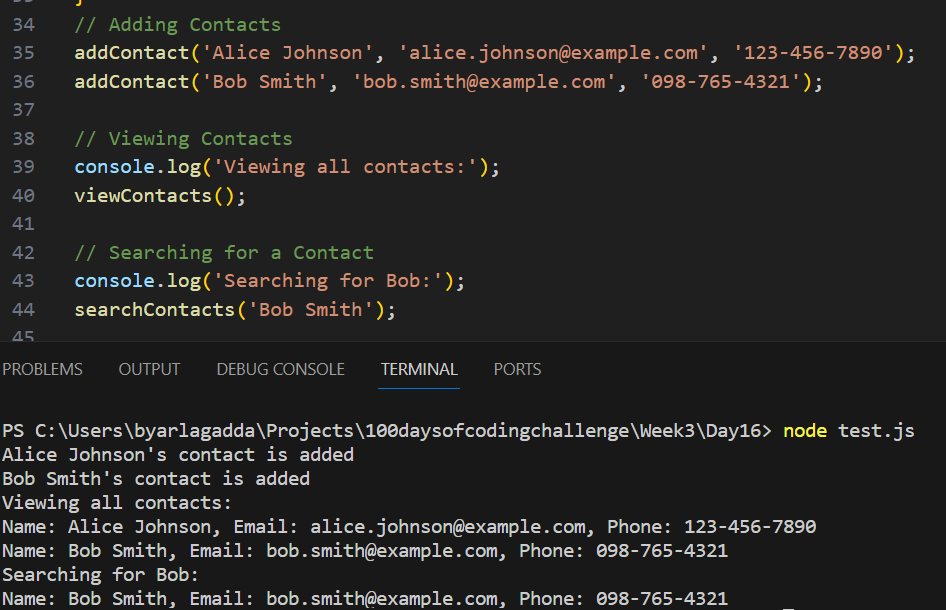 34 // Adding Contacts
35 addContact('Alice Johnson', 'alice.johnson@example.com', '123-456-7890');
36 addContact('Bob Smith', 'bob.smith@example.com', '098-765-4321');
37
38 // Viewing Contacts
39 console.log('Viewing all contacts:');
40 viewContacts();
41
42 // Searching for a Contact
43 console.log('Searching for Bob:');
44 searchContacts('Bob Smith');
45
PROBLEMS OUTPUT DEBUG CONSOLE TERMINAL PORTS
PS C:\Users\byarlagadda\Projects\100daysofcodingchallenge\Week3\Day16> node test.js
Alice Johnson's contact is added
Bob Smith's contact is added
Viewing all contacts:
Name: Alice Johnson, Email: alice.johnson@example.com, Phone: 123-456-7890
Name: Bob Smith, Email: bob.smith@example.com, Phone: 098-765-4321
Searching for Bob:
Name: Bob Smith, Email: bob.smith@example.com, Phone: 098-765-4321